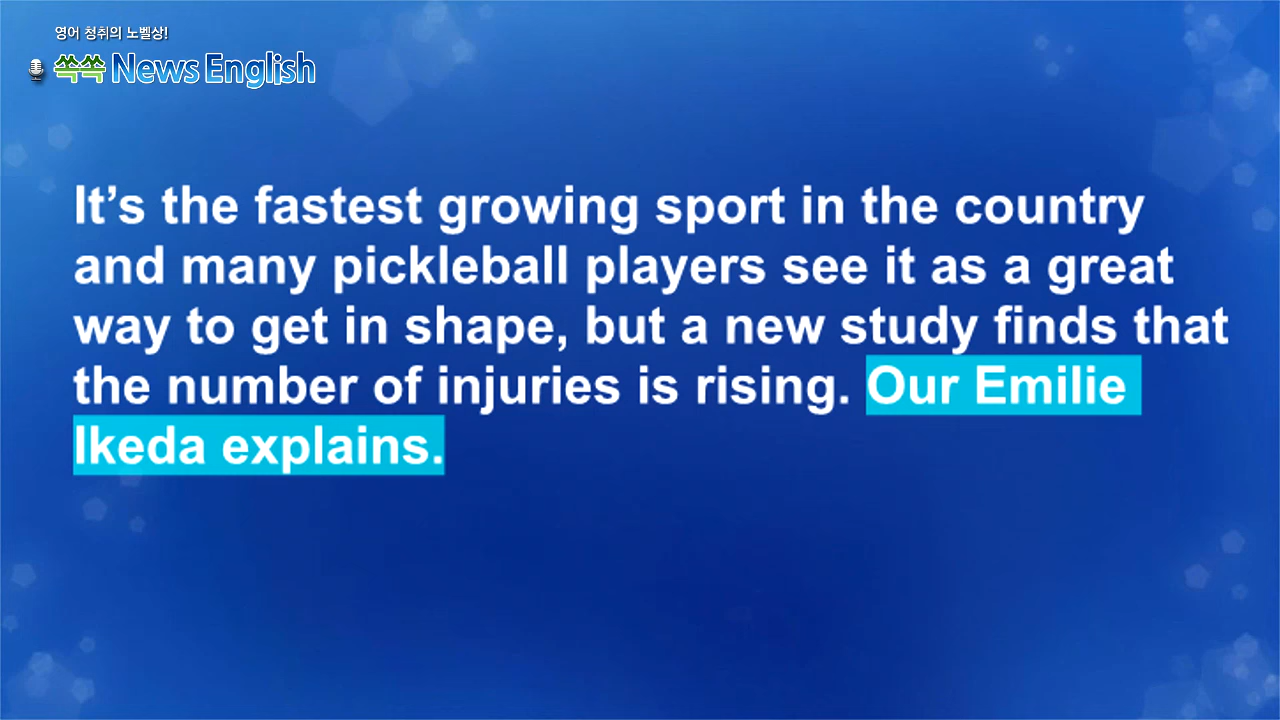 영어 청취의 노벨상!
쏙쏙 News English
It’s the fastest growing sport in the country
and many pickleball players see it as a great
way to get in shape, but a new study finds that
the number of injuries is rising. Our Emilie
Ikeda explains.